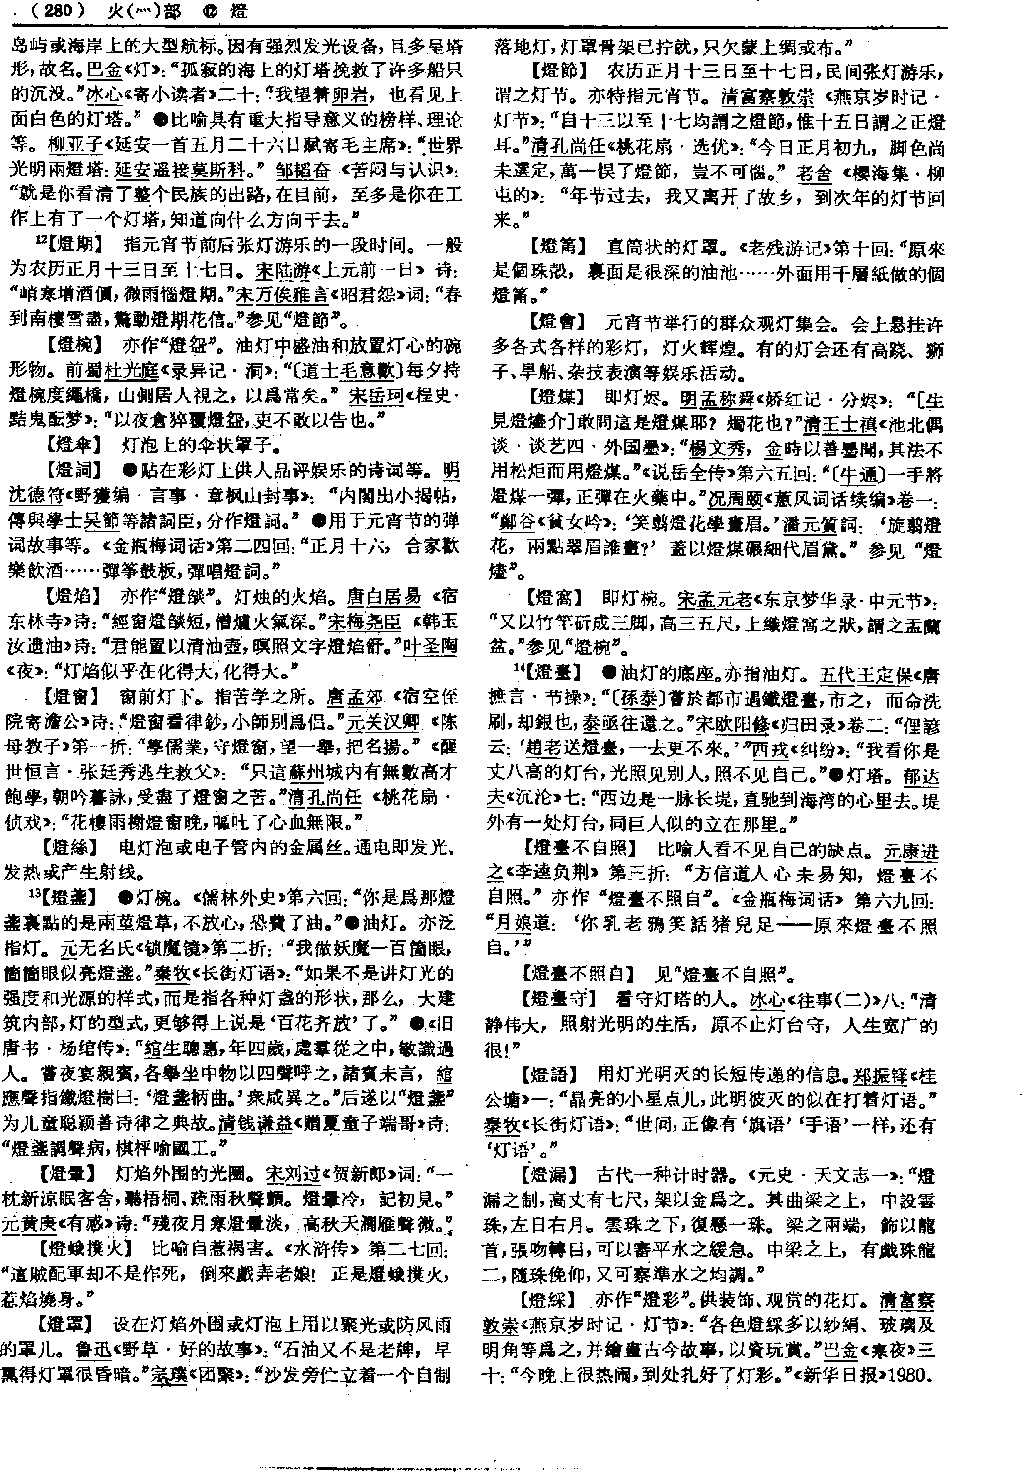 (280) 火(灬)部 ⑫ 燈
岛屿或海岸上的大型航标。因有强烈发光设备,且多呈塔
形,故名。巴金《灯》:“孤寂的海上的灯塔挽救了许多船只
的沉没。”冰心《寄小读者》二十:“我望着卵岩,也看见上
面白色的灯塔。”❷比喻具有重大指导意义的榜样、理论
等。柳亚子《延安一首五月二十六日赋寄毛主席》:“世界
光明兩燈塔:延安遥接莫斯科。”邹韬奋《苦闷与认识》:
“就是你看清了整个民族的出路,在目前,至多是你在工
作上有了一个灯塔,知道向什么方向干去。”
12【燈期】 指元宵节前后张灯游乐的一段时间。一般
为农历正月十三日至十七日。宋陆游《上元前一日》诗:
“峭寒增酒價,微雨惱燈期。”宋万俟雅言《昭君怨》词:“春
到南樓雪盡,驚動燈期花信。”参见“燈節”。
【燈椀】 亦作“燈盌”。油灯中盛油和放置灯心的碗
形物。前蜀杜光庭《录异记·洞》:“〔道士毛意歡〕每夕持
燈椀度繩橋,山側居人視之,以爲常矣。”宋岳珂《桯史·
黠鬼酝梦》:“以夜倉猝覆燈盌,吏不敢以告也。”
【燈傘】 灯泡上的伞状罩子。
【燈詞】 ❶贴在彩灯上供人品评娱乐的诗词等。明
沈德符《野獲编·言事·章枫山封事》:“内閣出小揭帖,
傳與學士吴節等諸詞臣,分作燈詞。”❷用于元宵节的弹
词故事等。《金瓶梅词话》第二四回:“正月十六,合家歡
樂飲酒……彈筝鼓板,彈唱燈詞。”
【燈焰】 亦作“燈燄”。灯烛的火焰。唐白居易《宿
东林寺》诗:“經窗燈燄短,僧爐火氣深。”宋梅尧臣《韩玉
汝遗油》诗:“君能置以清油壺,暝照文字燈焰舒。”叶圣陶
《夜》:“灯焰似乎在化得大,化得大。”
【燈窗】 窗前灯下。指苦学之所。唐孟郊《宿空侄
院寄澹公》诗:“燈窗看律鈔,小師别爲侣。”元关汉卿《陈
母教子》第一折:“學儒業,守燈窗,望一舉,把名揚。”《醒
世恒言·张廷秀逃生救父》:“只這蘇州城内有無數高才
飽學,朝吟暮詠,受盡了燈窗之苦。”清孔尚任《桃花扇·
侦戏》:“花樓雨榭燈窗晚,嘔吐了心血無限。”
【燈絲】 电灯泡或电子管内的金属丝。通电即发光、
发热或产生射线。
13【燈盞】 ❶灯椀。《儒林外史》第六回:“你是爲那燈
盞裏點的是兩莖燈草,不放心,恐費了油。”❷油灯。亦泛
指灯。元无名氏《锁魔镜》第二折:“我做妖魔一百箇眼,
箇箇眼似亮燈盞。”秦牧《长街灯语》:“如果不是讲灯光的
强度和光源的样式,而是指各种灯盏的形状,那么,大建
筑内部,灯的型式,更够得上说是‘百花齐放’了。”❸《旧
唐书·杨绾传》:“綰生聰惠,年四歲,處羣從之中,敏識過
人。嘗夜宴親賓,各舉坐中物以四聲呼之,諸賓未言,綰
應聲指鐵燈樹曰:‘燈盞柄曲。’衆咸異之。”后遂以“燈盞”
为儿童聪颖善诗律之典故。清钱谦益《赠夏童子端哥》诗:
“燈盞調聲病,棋枰喻國工。”
【燈暈】 灯焰外围的光圈。宋刘过《贺新郎》词:“一
枕新涼眠客舍,聽梧桐、疏雨秋聲顫。燈暈冷,記初見。”
元黄庚《有感》诗:“殘夜月寒燈暈淡,高秋天濶雁聲微。”
【燈蛾撲火】 比喻自惹祸害。《水浒传》第二七回:
“這賊配軍却不是作死,倒來戲弄老娘!正是燈蛾撲火,
惹焰燒身。”
【燈罩】 设在灯焰外围或灯泡上用以聚光或防风雨
的罩儿。鲁迅《野草·好的故事》:“石油又不是老牌,早
熏得灯罩很昏暗。”宗璞《团聚》:“沙发旁伫立着一个自制
落地灯,灯罩骨架已拧就,只欠蒙上绸或布。”
【燈節】 农历正月十三日至十七日,民间张灯游乐,
谓之灯节。亦特指元宵节。清富察敦崇《燕京岁时记·
灯节》:“自十三以至十七均謂之燈節,惟十五日謂之正燈
耳。”清孔尚任《桃花扇·选优》:“今日正月初九,脚色尚
未選定,萬一悮了燈節,豈不可惱。”老舍《樱海集·柳
屯的》:“年节过去,我又离开了故乡,到次年的灯节回
来。”
【燈筩】 直筒状的灯罩。《老残游记》第十回:“原來
是個珠殼,裏面是很深的油池……外面用千層紙做的個
燈筩。”
【燈會】 元宵节举行的群众观灯集会。会上悬挂许
多各式各样的彩灯,灯火辉煌。有的灯会还有高跷、狮
子、旱船、杂技表演等娱乐活动。
【燈煤】 即灯烬。明孟称舜《娇红记·分烬》:“〔生
見燈燼介〕敢問這是燈煤耶?燭花也?”清王士禛《池北偶
谈·谈艺四·外国墨》:“楊文秀,金時以善墨聞,其法不
用松炬而用燈煤。”《说岳全传》第六五回:“〔牛通〕一手將
燈煤一彈,正彈在火藥中。”况周颐《蕙风词话续编》卷一:
“鄭谷《貧女吟》:‘笑翦燈花學畫眉。’潘元質詞:‘旋翦燈
花,兩點翠眉誰畫?’蓋以燈煤碾細代眉黛。”参见“燈
燼”。
【燈窩】 即灯椀。宋孟元老《东京梦华录·中元节》:
“又以竹竿斫成三脚,高三五尺,上織燈窩之狀,謂之盂蘭
盆。”参见“燈椀”。
14【燈臺】 ❶油灯的底座。亦指油灯。五代王定保《唐
摭言·节操》:“〔孫泰〕嘗於都市遇鐵燈臺,市之,而命洗
刷,却銀也,泰亟往還之。”宋欧阳修《归田录》卷二:“俚諺
云:‘趙老送燈臺,一去更不來。’”西戎《纠纷》:“我看你是
丈八高的灯台,光照见别人,照不见自己。”❷灯塔。郁达
夫《沉沦》七:“西边是一脉长堤,直驰到海湾的心里去。堤
外有一处灯台,同巨人似的立在那里。”
【燈臺不自照】 比喻人看不见自己的缺点。元康进
之《李逵负荆》第三折:“方信道人心未易知,燈臺不
自照。”亦作“燈臺不照自”。《金瓶梅词话》第六九回:
“月娘道:‘你乳老鴉笑話猪兒足——原來燈臺不照
自。’”
【燈臺不照自】 见“燈臺不自照”。
【燈臺守】 看守灯塔的人。冰心《往事(二)》八:“清
静伟大,照射光明的生活,原不止灯台守,人生宽广的
很!”
【燈語】 用灯光明灭的长短传递的信息。郑振铎《桂
公塘》一:“晶亮的小星点儿,此明彼灭的似在打着灯语。”
秦牧《长街灯语》:“世间,正像有‘旗语’‘手语’一样,还有
‘灯语’。”
【燈漏】 古代一种计时器。《元史·天文志一》:“燈
漏之制,高丈有七尺,架以金爲之。其曲梁之上,中設雲
珠,左日右月。雲珠之下,復懸一珠。梁之兩端,飾以龍
首,張吻轉目,可以審平水之緩急。中梁之上,有戲珠龍
二,隨珠俛仰,又可察準水之均調。”
【燈綵】 亦作“燈彩”。供装饰、观赏的花灯。清富察
敦崇《燕京岁时记·灯节》:“各色燈綵多以紗絹、玻璃及
明角等爲之,并繪畫古今故事,以資玩賞。”巴金《寒夜》三
十:“今晚上很热闹,到处扎好了灯彩。”《新华日报》1980.